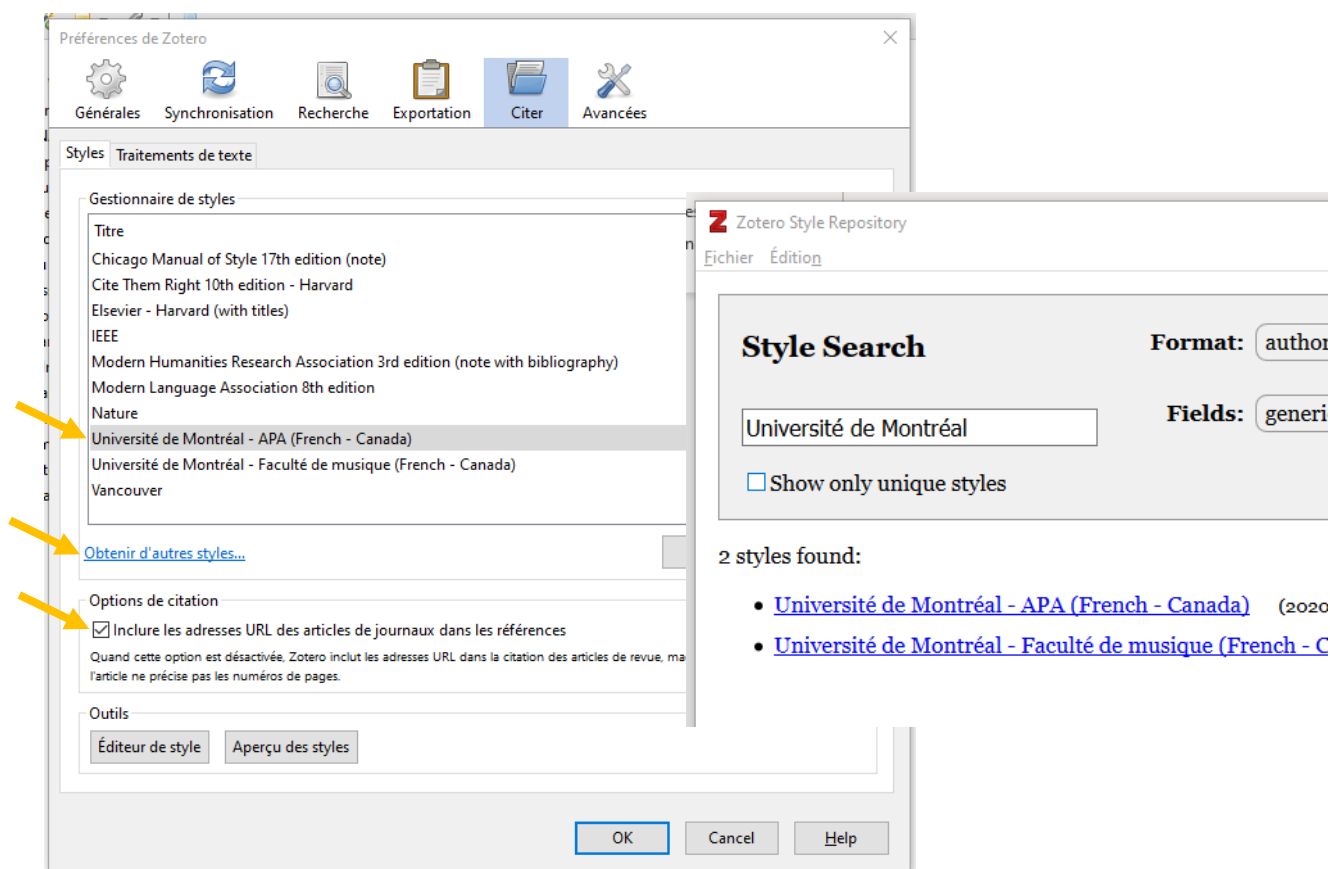 Préférences de Zotero
Générales Synchronisation Recherche Exportation Citer Avancées
Styles Traitements de texte
Gestionnaire de styles
Titre
Chicago Manual of Style 17th edition (note)
Cite Them Right 10th edition - Harvard
Elsevier - Harvard (with titles)
IEEE
Modern Humanities Research Association 3rd edition (note with bibliography)
Modern Language Association 8th edition
Nature
Université de Montréal - APA (French - Canada)
Université de Montréal - Faculté de musique (French - Canada)
Vancouver
Obtenir d'autres styles...
Options de citation
Inclure les adresses URL des articles de journaux dans les références
Quand cette option est désactivée, Zotero inclut les adresses URL dans la citation des articles de revue, ma
l'article ne précise pas les numéros de pages.
Outils
Éditeur de style Aperçu des styles
OK Cancel Help
Z Zotero Style Repository
Fichier Édition
Style Search Format: author
Université de Montréal Fields: generi
Show only unique styles
2 styles found:
• Université de Montréal - APA (French - Canada) (2020
• Université de Montréal - Faculté de musique (French - C